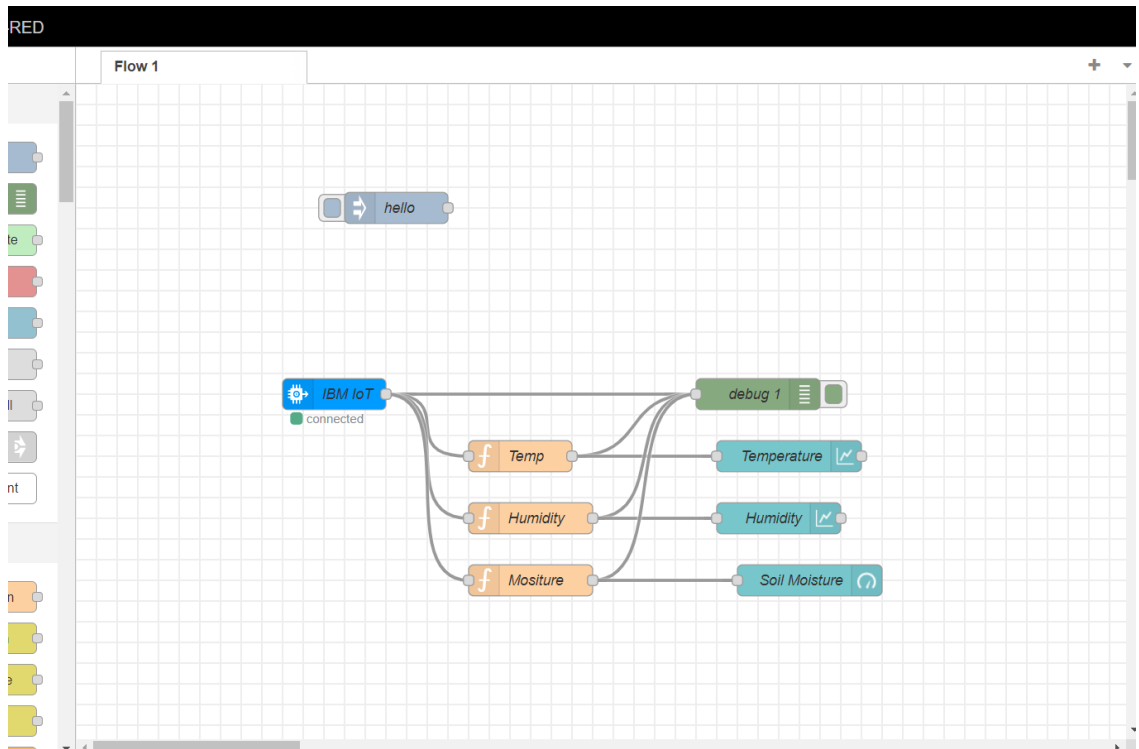 -RED
Flow 1
hello
te
IBM IoT
debug 1
connected
ll
Temp
Temperature
nt
Humidity
Humidity
n
Mositure
Soil Moisture
e